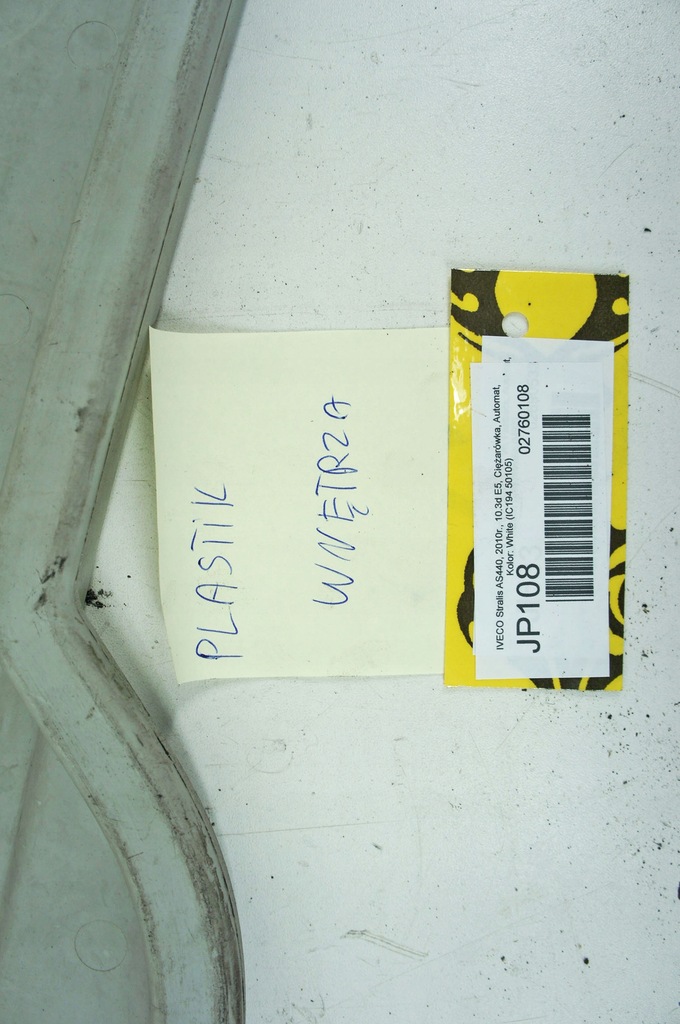 PLASTIK
WNĘTRZA
IVECO Stralis AS440, 2010r., 10.3d E5, Ciężarówka, Automat,
Kolor: White (IC194 50105)
JP108
02760108